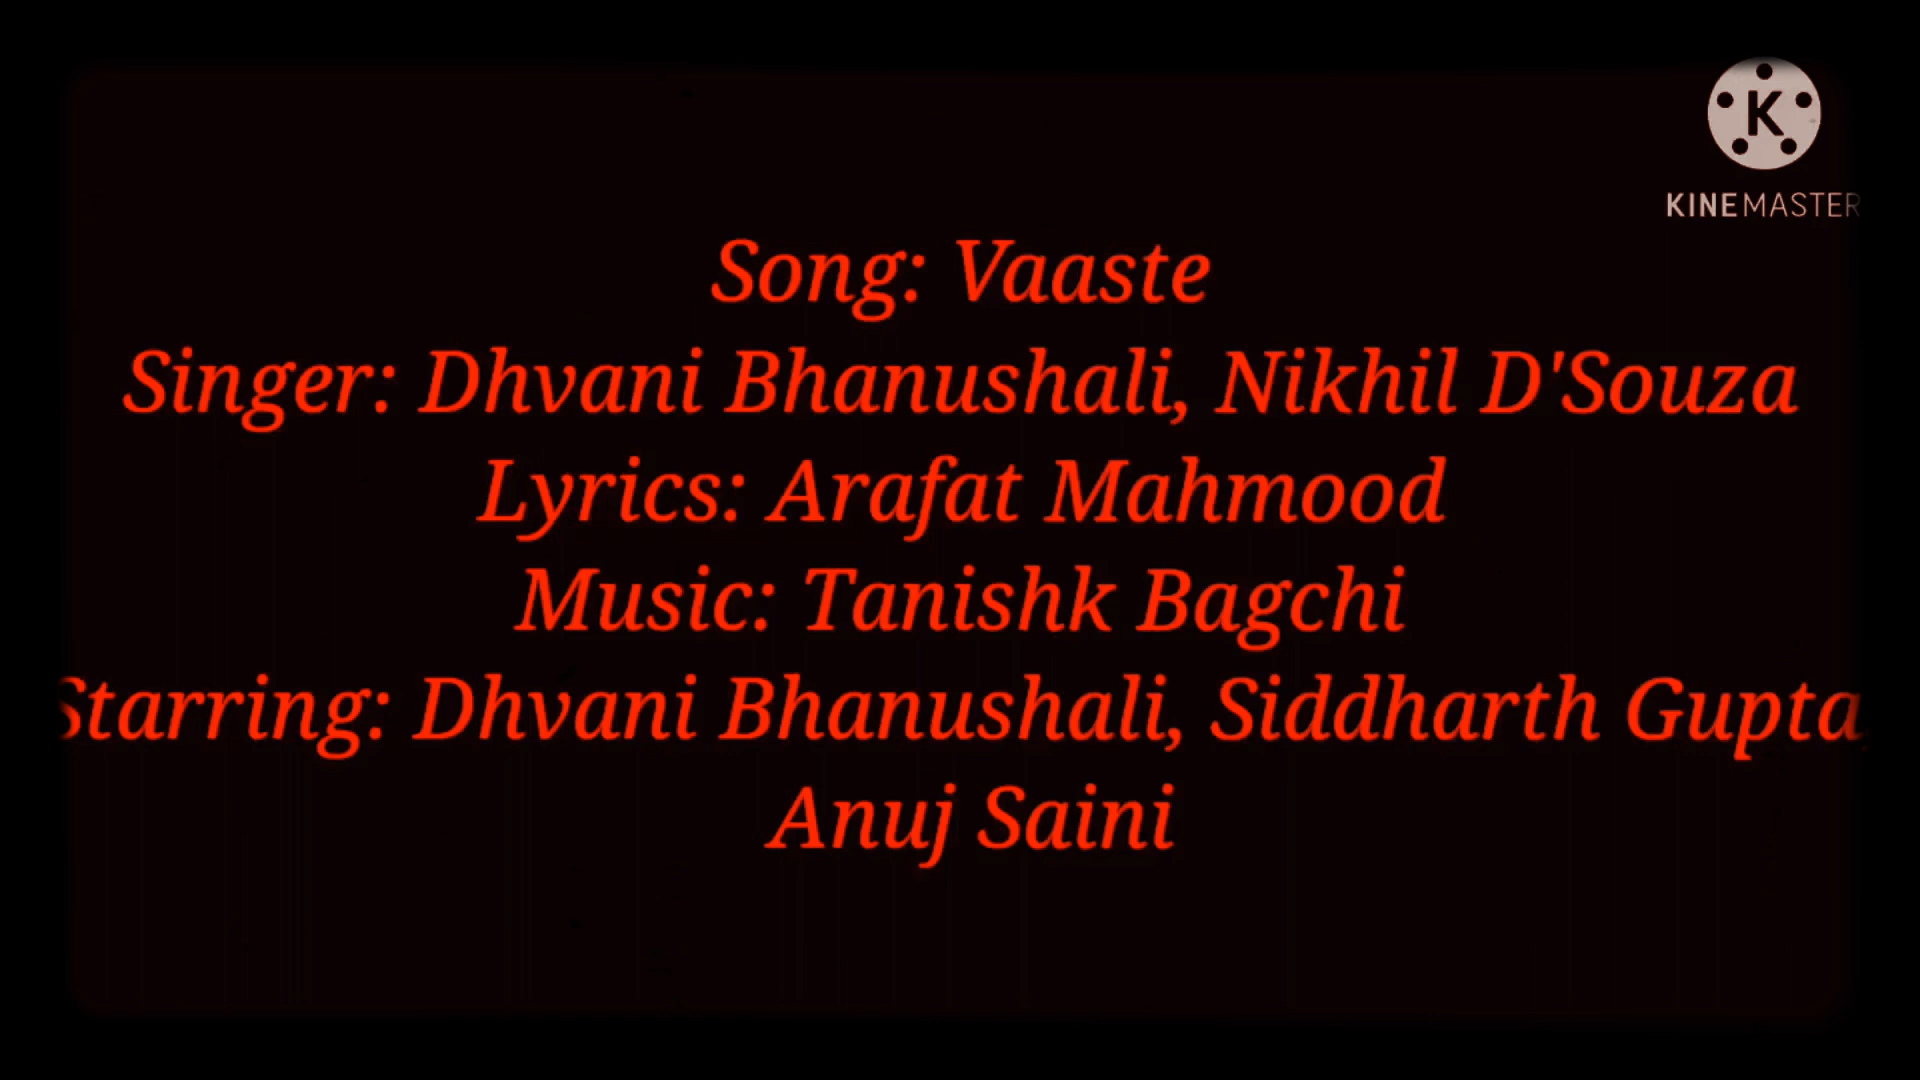 K
KINEMASTER
Song: Vaaste
Singer: Dhvani Bhanushali, Nikhil D'Souza
Lyrics: Arafat Mahmood
Music: Tanishk Bagchi
Starring: Dhvani Bhanushali, Siddharth Gupta,
Anuj Saini